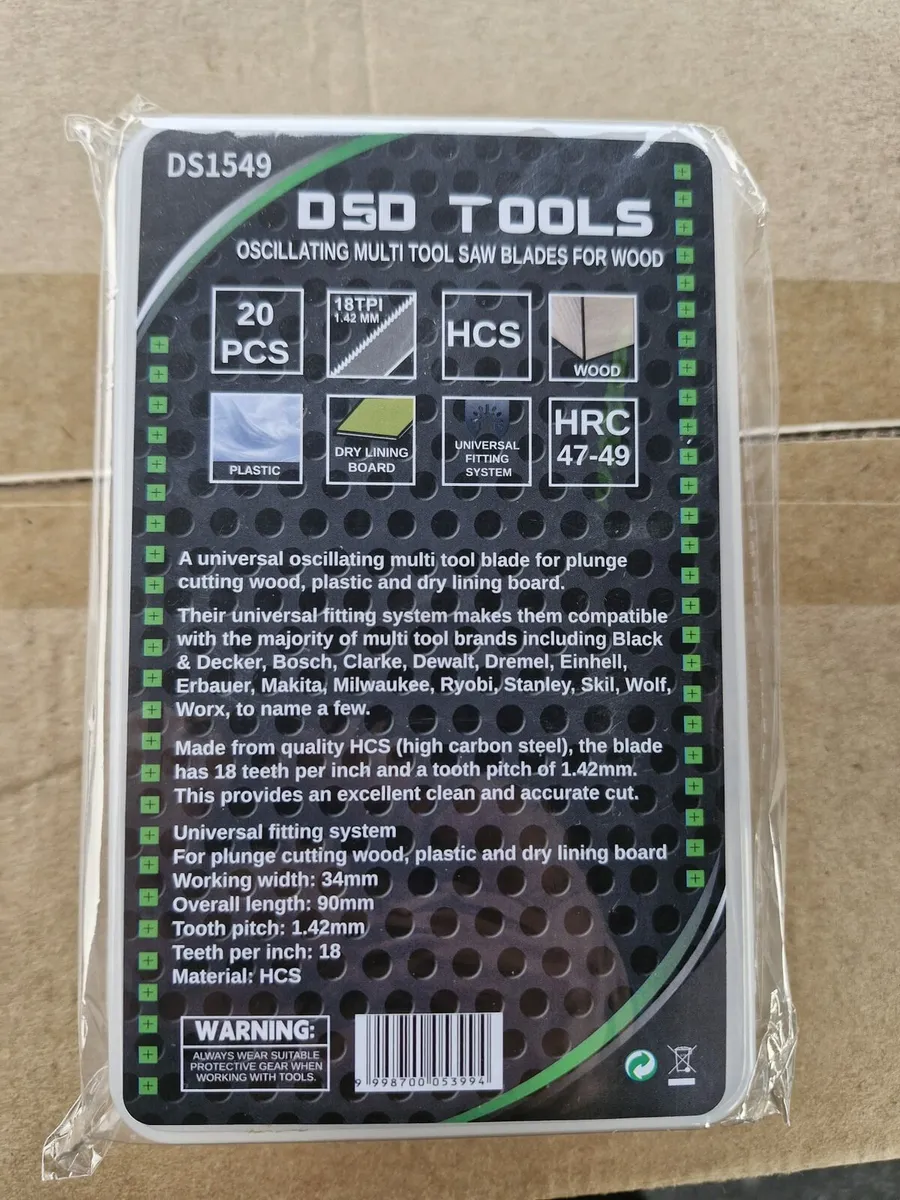 DS1549
DSD TOOLS
OSCILLATING MULTI TOOL SAW BLADES FOR WOOD
20
PCS
18TPI
1.42 MM
HCS
WOOD
PLASTIC
DRY LINING
BOARD
UNIVERSAL
FITTING
SYSTEM
HRC
47-49
A universal oscillating multi tool blade for plunge
cutting wood, plastic and dry lining board.
Their universal fitting system makes them compatible
with the majority of multi tool brands including Black
& Decker, Bosch, Clarke, Dewalt, Dremel, Einhell,
Erbauer, Makita, Milwaukee, Ryobi, Stanley, Skil, Wolf,
Worx, to name a few.
Made from quality HCS (high carbon steel), the blade
has 18 teeth per inch and a tooth pitch of 1.42mm.
This provides an excellent clean and accurate cut.
Universal fitting system
For plunge cutting wood, plastic and dry lining board
Working width: 34mm
Overall length: 90mm
Tooth pitch: 1.42mm
Teeth per inch: 18
Material: HCS
WARNING:
ALWAYS WEAR SUITABLE
PROTECTIVE GEAR WHEN
WORKING WITH TOOLS.
9 998700 053994